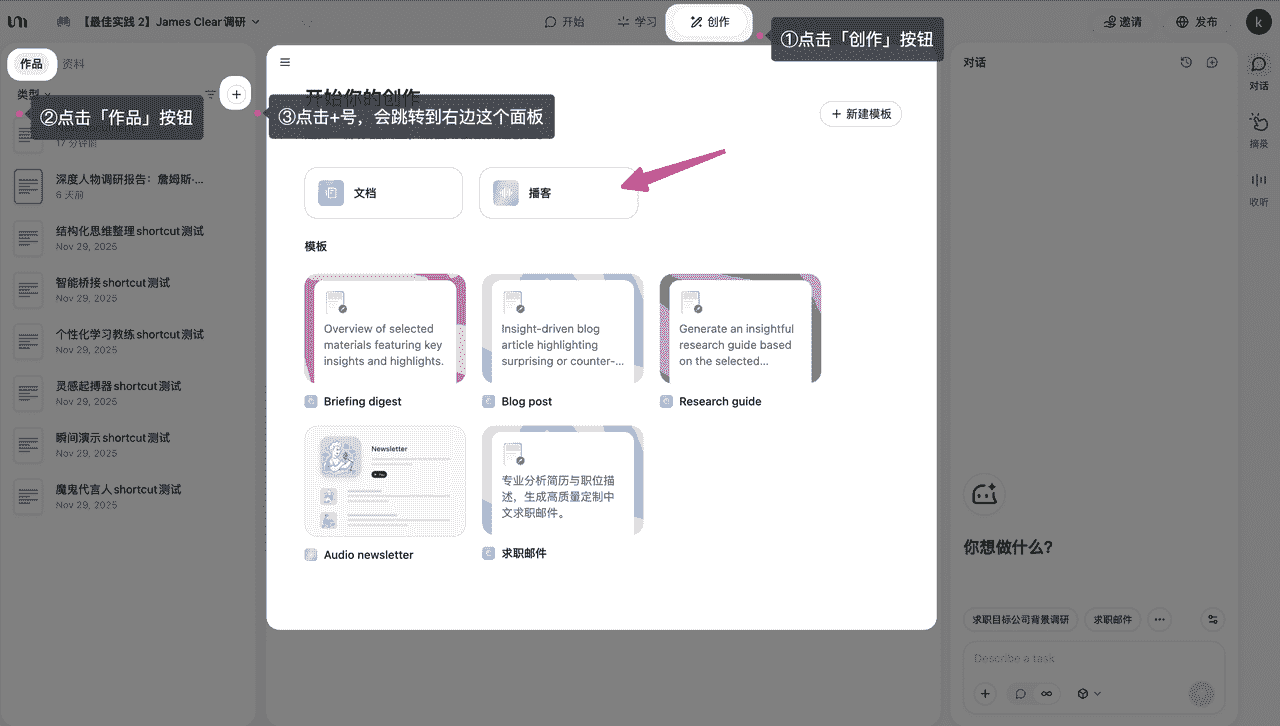 【最佳实践 2】James Clear调研
开始
学习
创作
邀请
发布
k
①点击「创作」按钮
作品
资料
类型
②点击「作品」按钮
③点击+号，会跳转到右边这个面板
17 分钟前
深度人物调研报告：詹姆斯·...
6 天前
结构化思维整理shortcut测试
Nov 29, 2025
智能桥接shortcut测试
Nov 29, 2025
个性化学习教练shortcut测试
Nov 29, 2025
灵感起搏器shortcut测试
Nov 29, 2025
瞬间演示shortcut测试
Nov 29, 2025
魔鬼代言人shortcut测试
Nov 29, 2025
开始你的创作
+ 新建模板
文档
播客
模板
Overview of selected
materials featuring key
insights and highlights.
Briefing digest
Insight-driven blog
article highlighting
surprising or counter-...
Blog post
Generate an insightful
research guide based
on the selected...
Research guide
Newsletter
Audio newsletter
专业分析简历与职位描
述，生成高质量定制中
文求职邮件。
求职邮件
对话
对话
摘录
收听
你想做什么？
求职目标公司背景调研
求职邮件
Describe a task